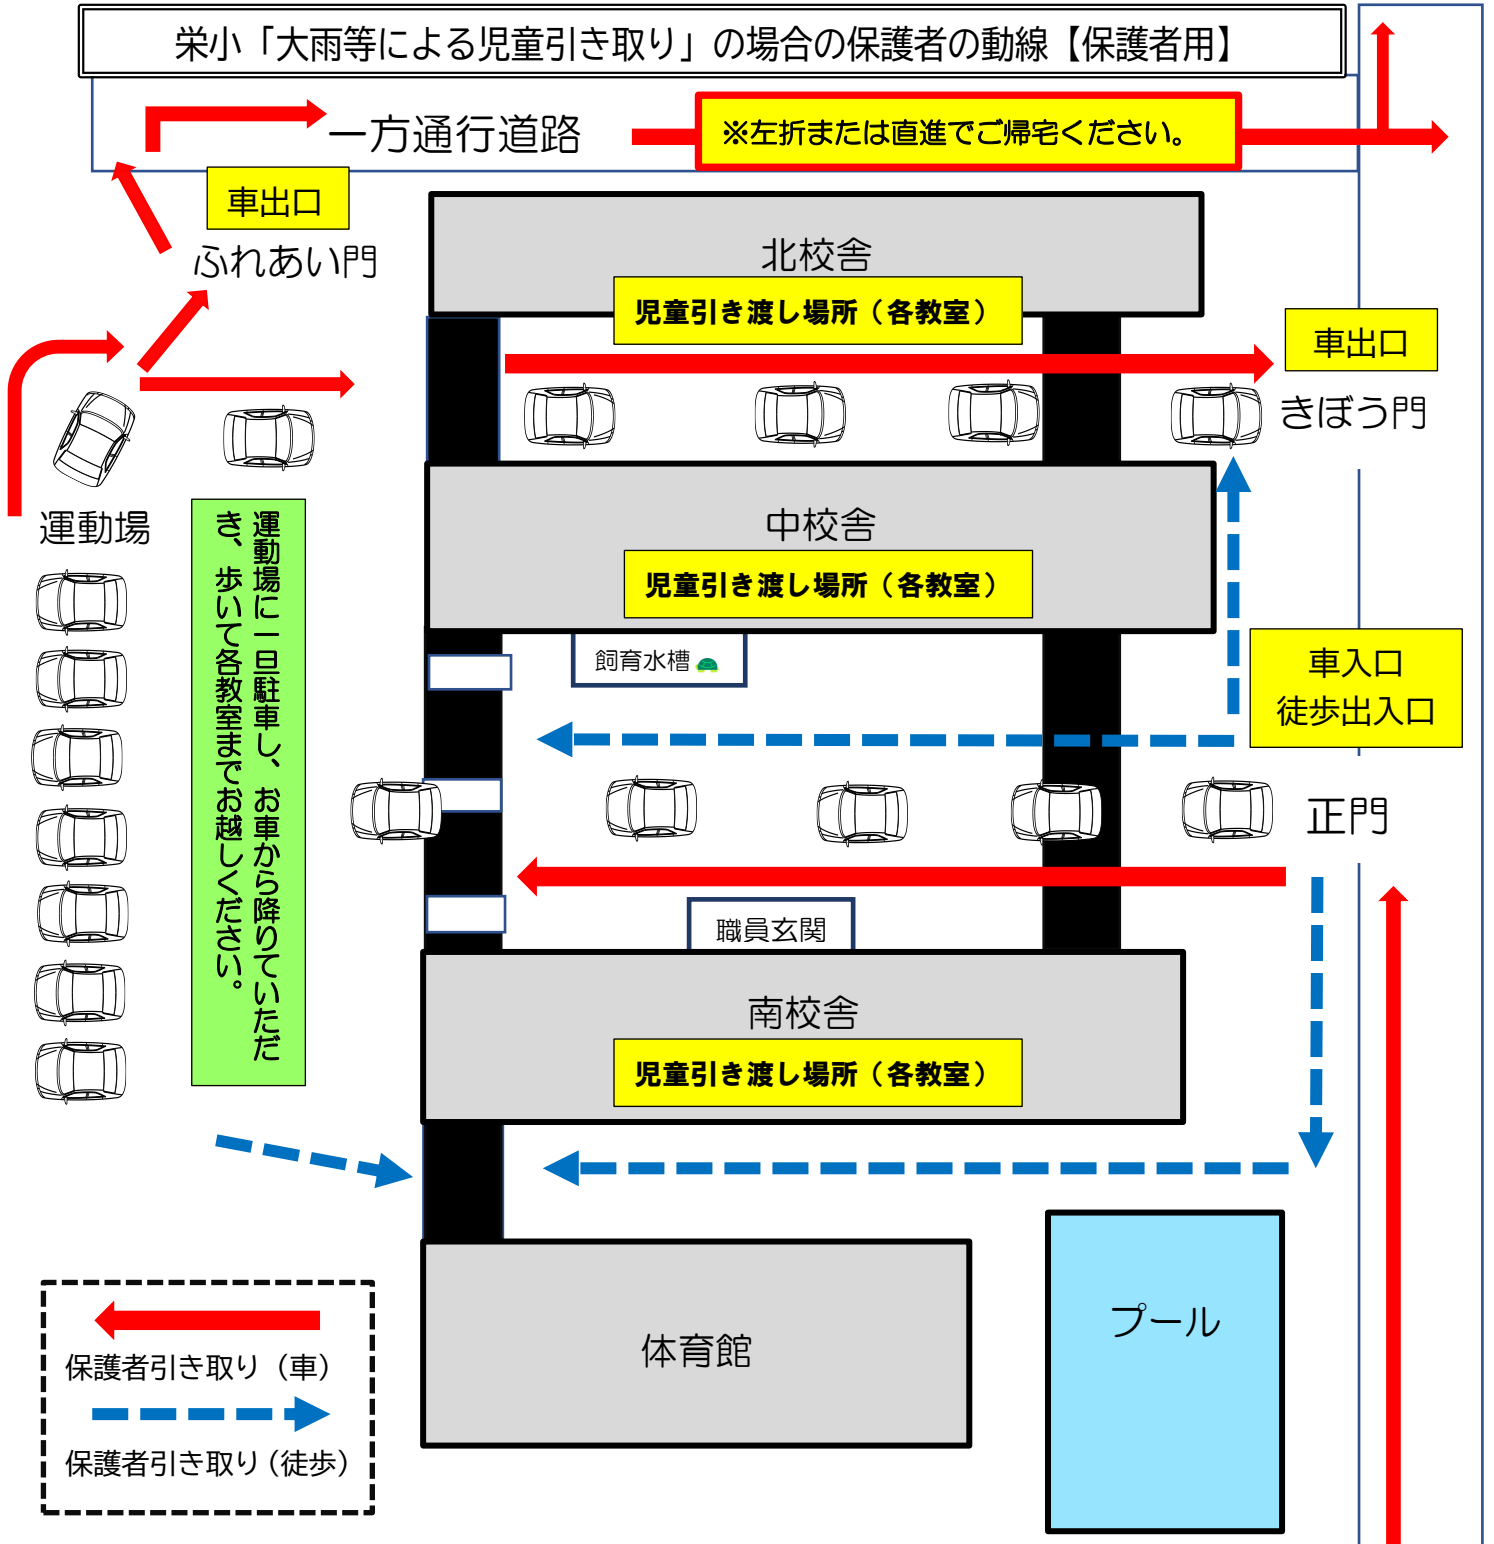 栄小「大雨等による児童引き取り」の場合の保護者の動線【保護者用】
一方通行道路
※左折または直進でご帰宅ください。
車出口
ふれあい門
北校舎
児童引き渡し場所（各教室）
車出口
きぼう門
運動場
運動場に一旦駐車し、お車から降りていただ
き、歩いて各教室までお越しください。
中校舎
児童引き渡し場所（各教室）
飼育水槽
車入口
徒歩出入口
正門
職員玄関
南校舎
児童引き渡し場所（各教室）
体育館
プール
保護者引き取り（車）
保護者引き取り（徒歩）